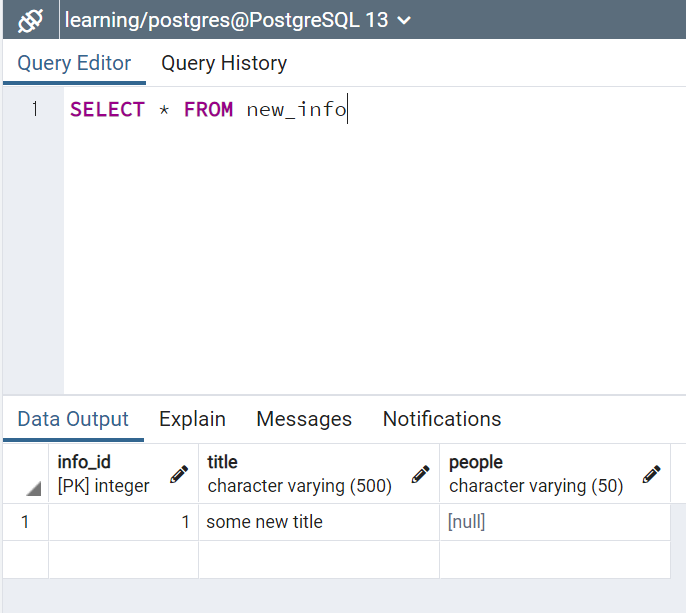 learning/postgres@PostgreSQL 13
Query Editor Query History
1 SELECT * FROM new_info
Data Output Explain Messages Notifications
info_id title people
[PK] integer character varying (500) character varying (50)
1 1 some new title [null]